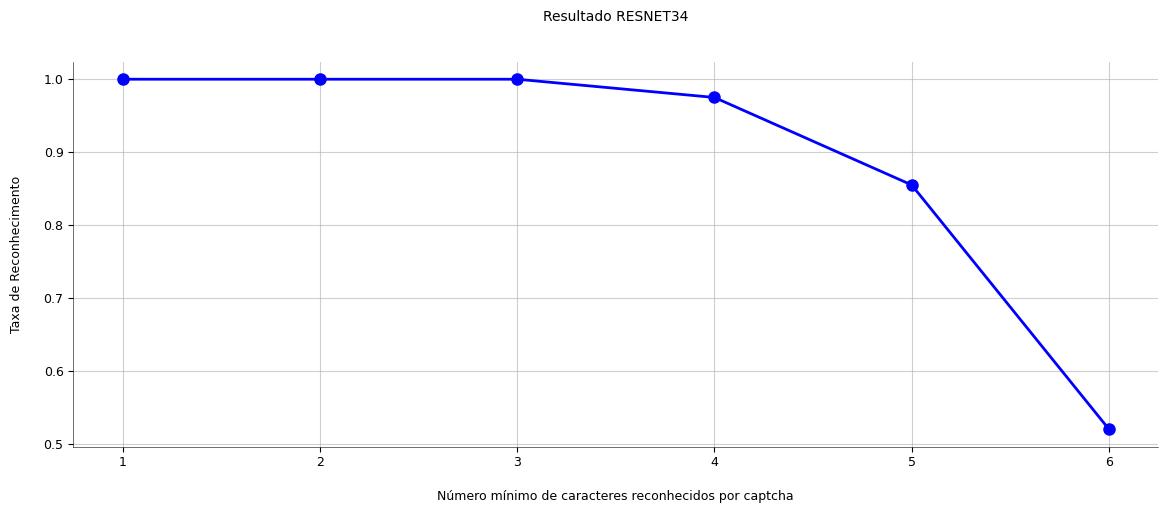 Resultado RESNET34
1.0
0.9
0.8
0.7
0.6
0.5
Taxa de Reconhecimento
1 2 3 4 5 6
Número mínimo de caracteres reconhecidos por captcha